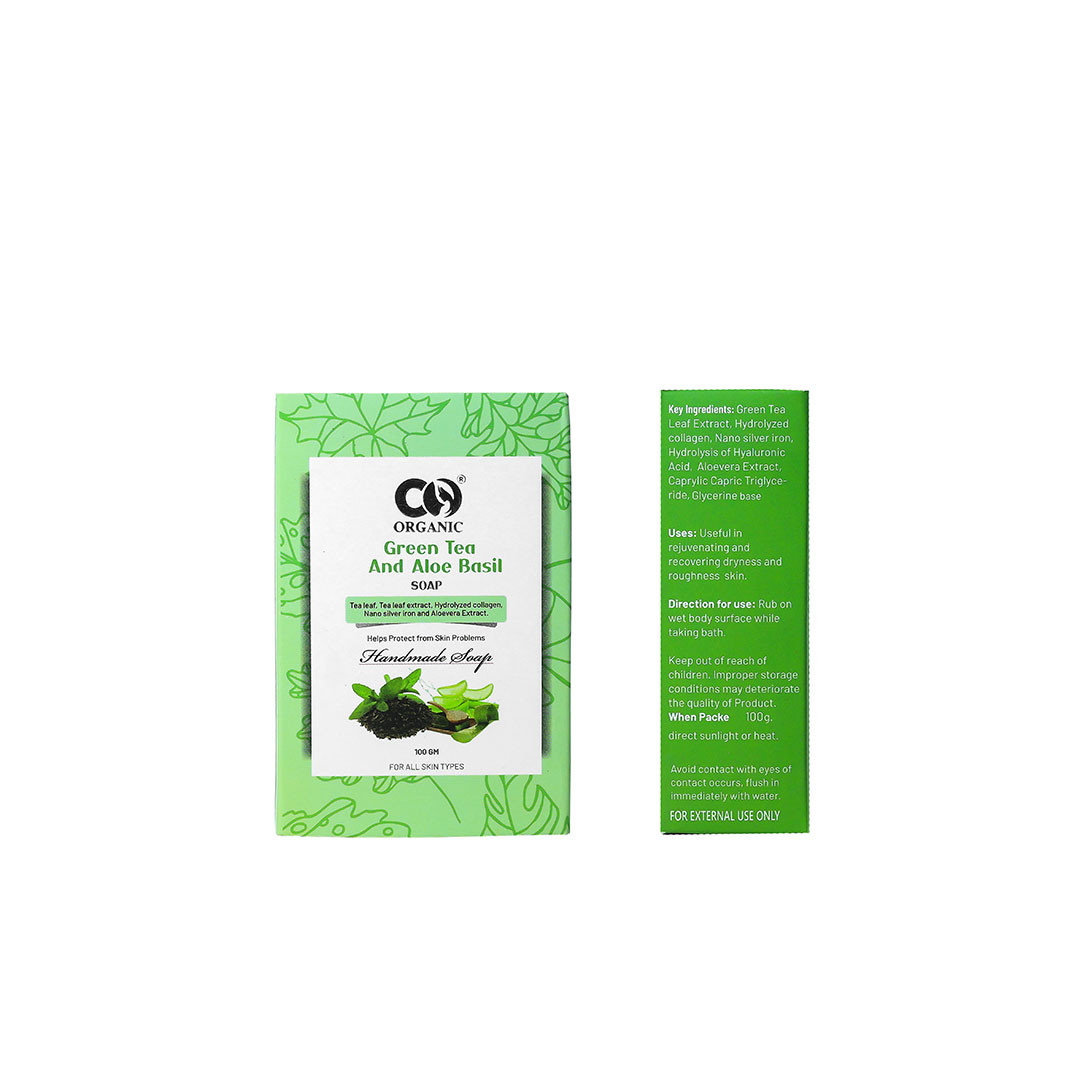 CO
®
ORGANIC
Green Tea
And Aloe Basil
SOAP
Tea leaf, Tea leaf extract, Hydrolyzed collagen,
Nano silver iron and Aloevera Extract.
Helps Protect from Skin Problems
Handmade Soap
100 GM
FOR ALL SKIN TYPES
Key Ingredients: Green Tea
Leaf Extract, Hydrolyzed
collagen, Nano silver iron,
Hydrolysis of Hyaluronic
Acid, Aloevera Extract,
Caprylic Capric Triglyce-
ride, Glycerine base
Uses: Useful in
rejuvenating and
recovering dryness and
roughness skin.
Direction for use: Rub on
wet body surface while
taking bath.
Keep out of reach of
children. Improper storage
conditions may deteriorate
the quality of Product.
When Packe 100g.
direct sunlight or heat.
Avoid contact with eyes of
contact occurs, flush in
immediately with water.
FOR EXTERNAL USE ONLY